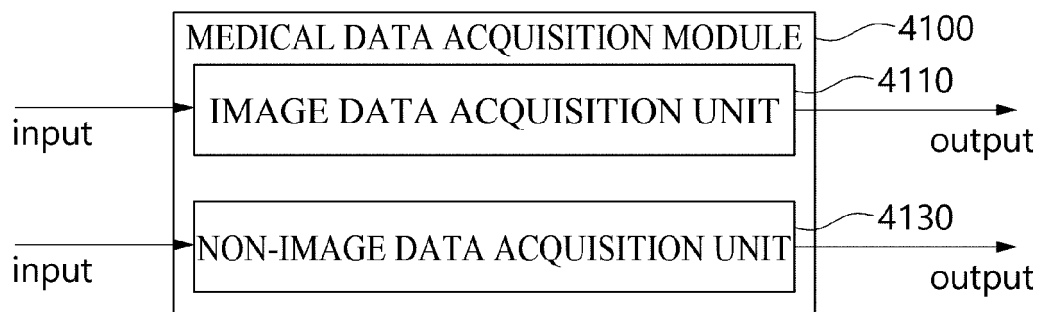 MEDICAL DATA ACQUISITION MODULE
4100
4110
IMAGE DATA ACQUISITION UNIT
input
output
4130
NON-IMAGE DATA ACQUISITION UNIT
input
output